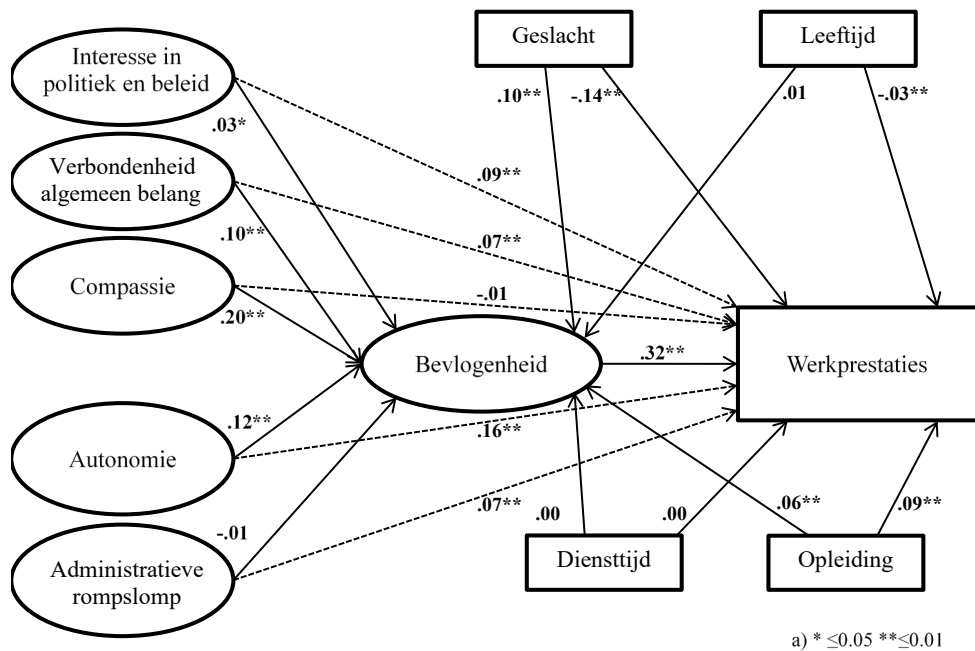 Geslacht
Leeftijd
Interesse in
politiek en beleid
.10**
-.14**
.01
-.03**
.03*
Verbondenheid
algemeen belang
.09**
.10**
.07**
Compassie
-.01
.20**
Bevlogenheid
.32**
Werkprestaties
.12**
.16**
Autonomie
.07**
.00
.00
.06**
.09**
-.01
Administratieve
rompslomp
Diensttijd
Opleiding
a) * ≤0.05 **≤0.01